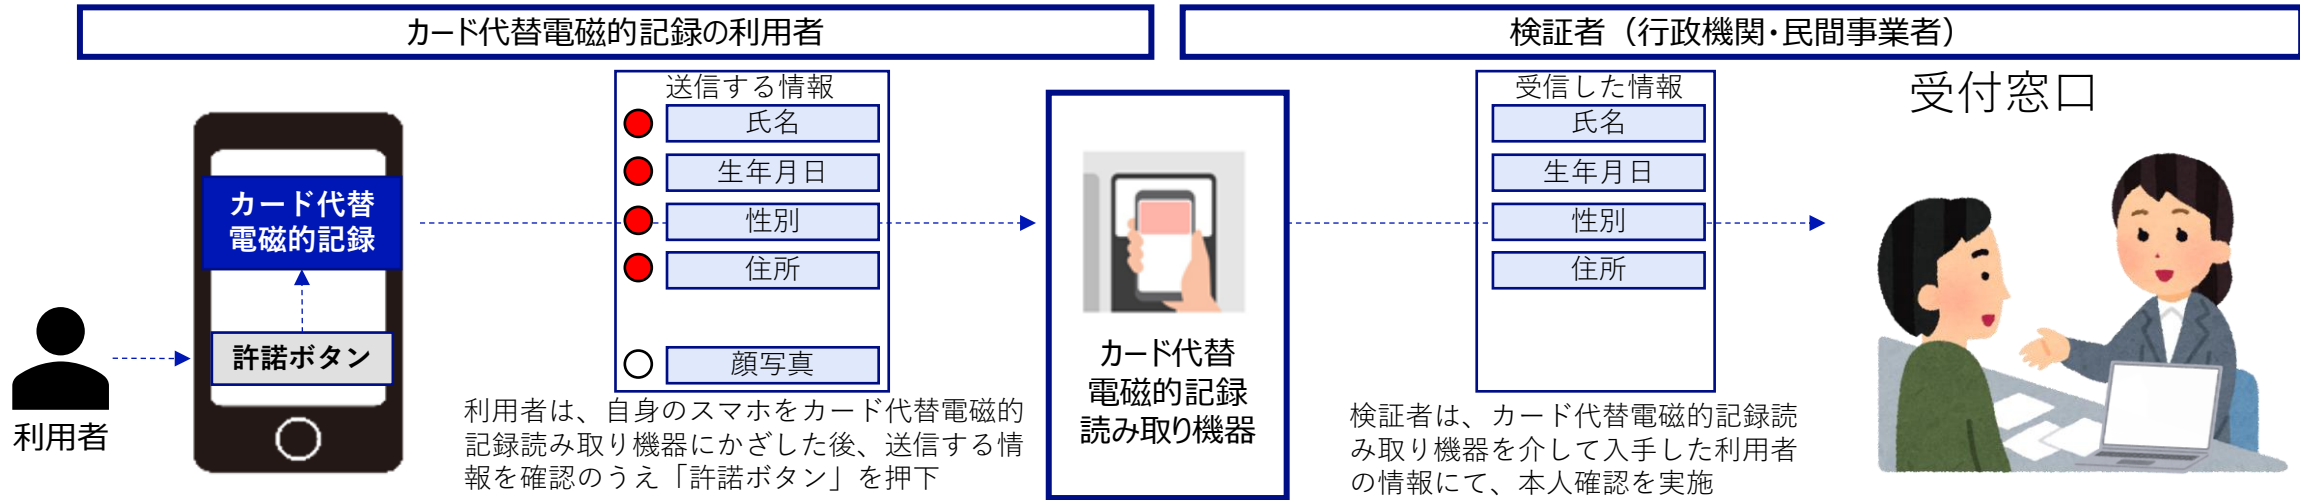 カード代替電磁的記録の利用者
検証者（行政機関・民間事業者）
カード代替
電磁的記録
許諾ボタン
利用者
送信する情報
氏名
生年月日
性別
住所
顔写真
利用者は、自身のスマホをカード代替電磁的
記録読み取り機器にかざした後、送信する情
報を確認のうえ「許諾ボタン」を押下
カード代替
電磁的記録
読み取り機器
受信した情報
氏名
生年月日
性別
住所
検証者は、カード代替電磁的記録読
み取り機器を介して入手した利用者
の情報にて、本人確認を実施
受付窓口